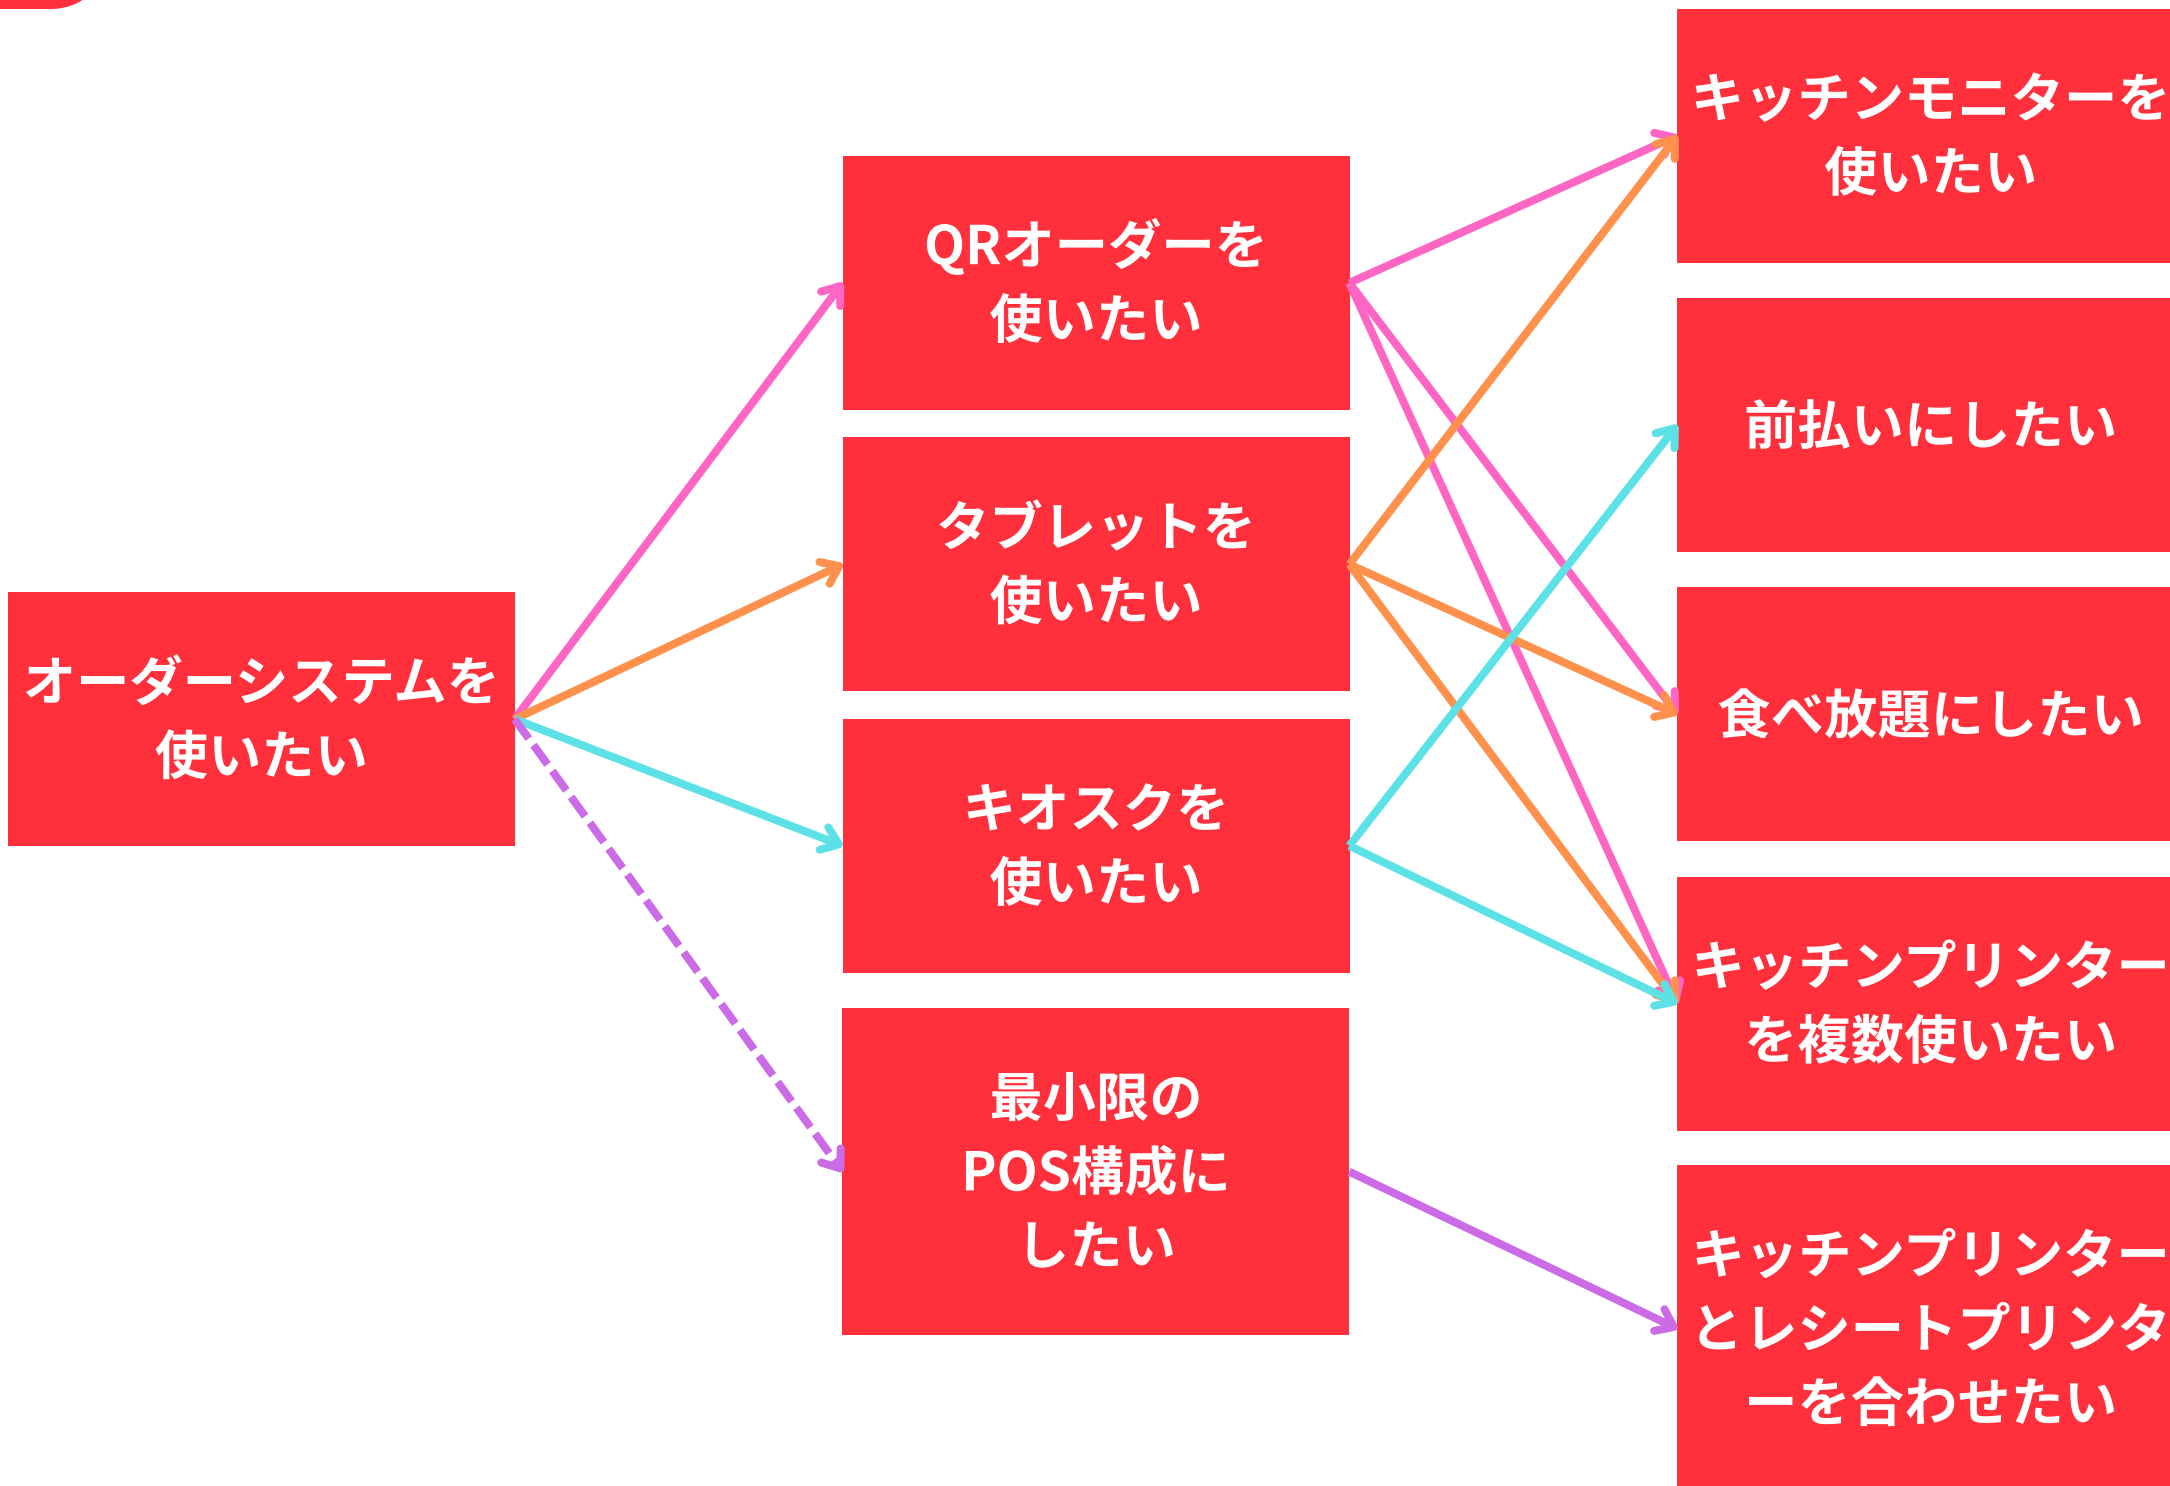 オーダーシステムを
使いたい
QRオーダーを
使いたい
タブレットを
使いたい
キオスクを
使いたい
最小限の
POS構成に
したい
キッチンモニターを
使いたい
前払いにしたい
食べ放題にしたい
キッチンプリンター
を複数使いたい
キッチンプリンター
とレシートプリンタ
ーを合わせたい